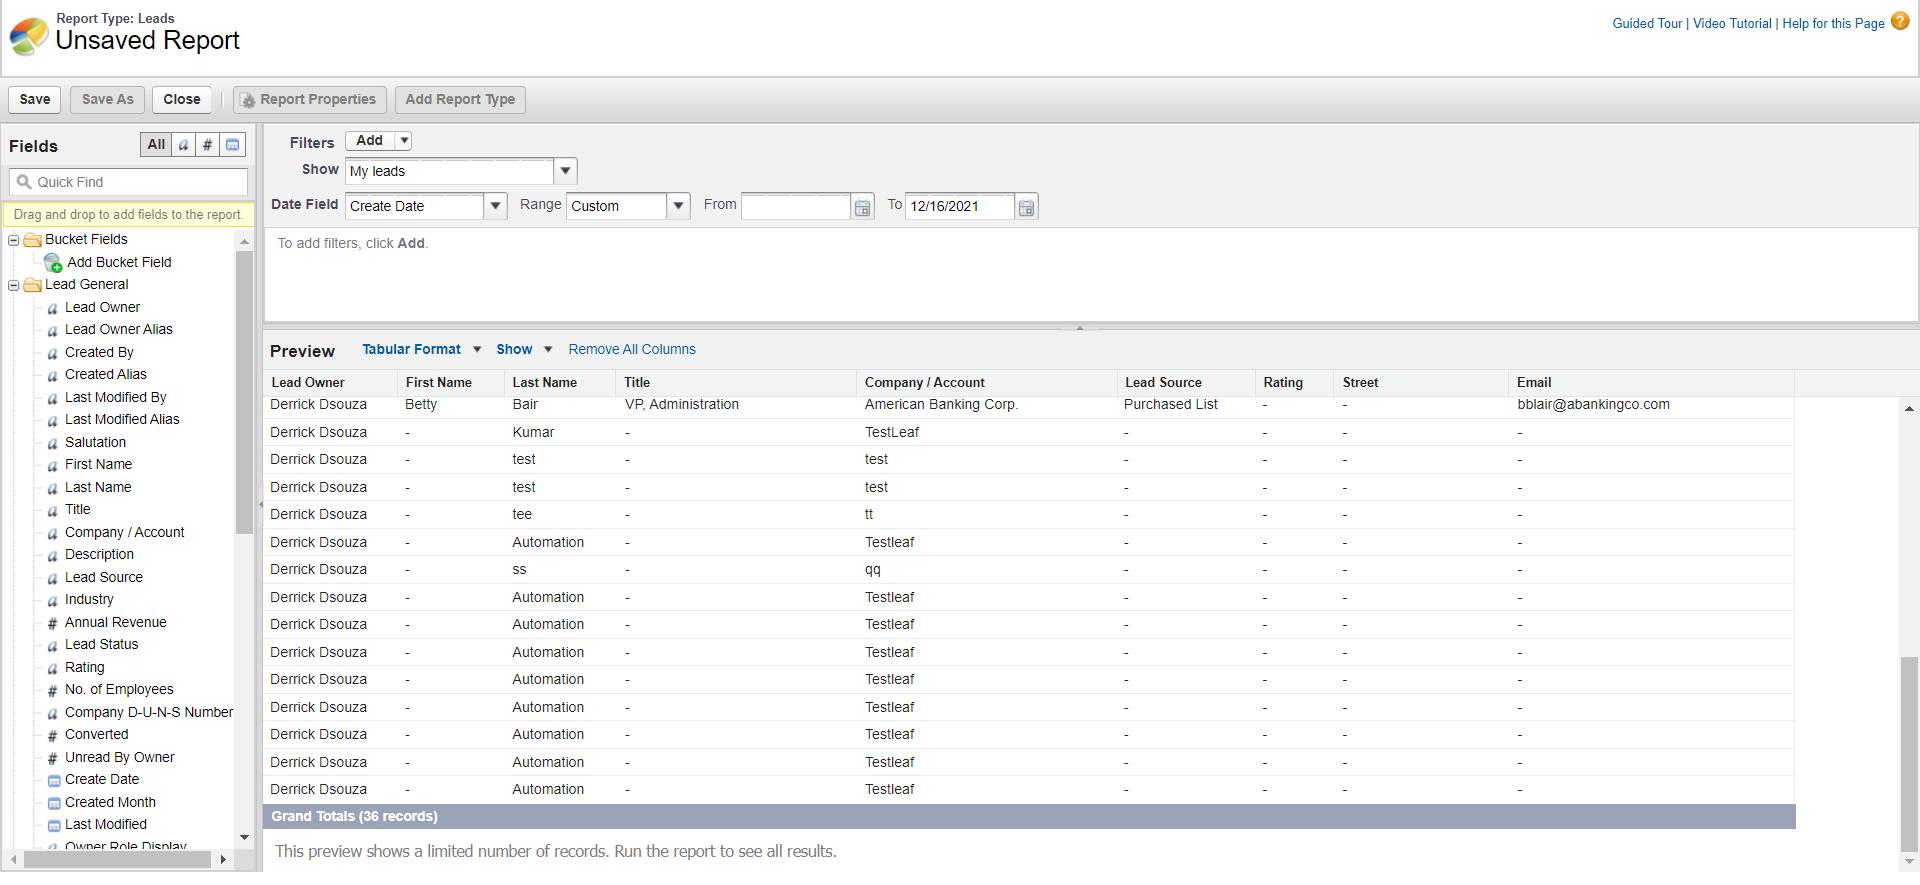 Report Type: Leads
Unsaved Report
Guided Tour | Video Tutorial | Help for this Page ?
Save Save As Close Report Properties Add Report Type
Fields All a #
Quick Find
Drag and drop to add fields to the report.
Bucket Fields
Add Bucket Field
Lead General
a Lead Owner
a Lead Owner Alias
a Created By
a Created Alias
a Last Modified By
a Last Modified Alias
a Salutation
a First Name
a Last Name
a Title
a Company / Account
a Description
a Lead Source
a Industry
# Annual Revenue
a Lead Status
a Rating
# No. of Employees
a Company D-U-N-S Number
# Converted
# Unread By Owner
Create Date
Created Month
Last Modified
a Owner Role Display
Filters Add
Show My leads
Date Field Create Date Range Custom From To 12/16/2021
To add filters, click Add.
Preview Tabular Format Show Remove All Columns
Lead Owner First Name Last Name Title Company / Account Lead Source Rating Street Email
Derrick Dsouza Betty Bair VP, Administration American Banking Corp. Purchased List - - bblair@abankingco.com
Derrick Dsouza - Kumar - TestLeaf - - - -
Derrick Dsouza - test - test - - - -
Derrick Dsouza - test - test - - - -
Derrick Dsouza - tee - tt - - - -
Derrick Dsouza - Automation - Testleaf - - - -
Derrick Dsouza - ss - qq - - - -
Derrick Dsouza - Automation - Testleaf - - - -
Derrick Dsouza - Automation - Testleaf - - - -
Derrick Dsouza - Automation - Testleaf - - - -
Derrick Dsouza - Automation - Testleaf - - - -
Derrick Dsouza - Automation - Testleaf - - - -
Derrick Dsouza - Automation - Testleaf - - - -
Derrick Dsouza - Automation - Testleaf - - - -
Derrick Dsouza - Automation - Testleaf - - - -
Grand Totals (36 records)
This preview shows a limited number of records. Run the report to see all results.